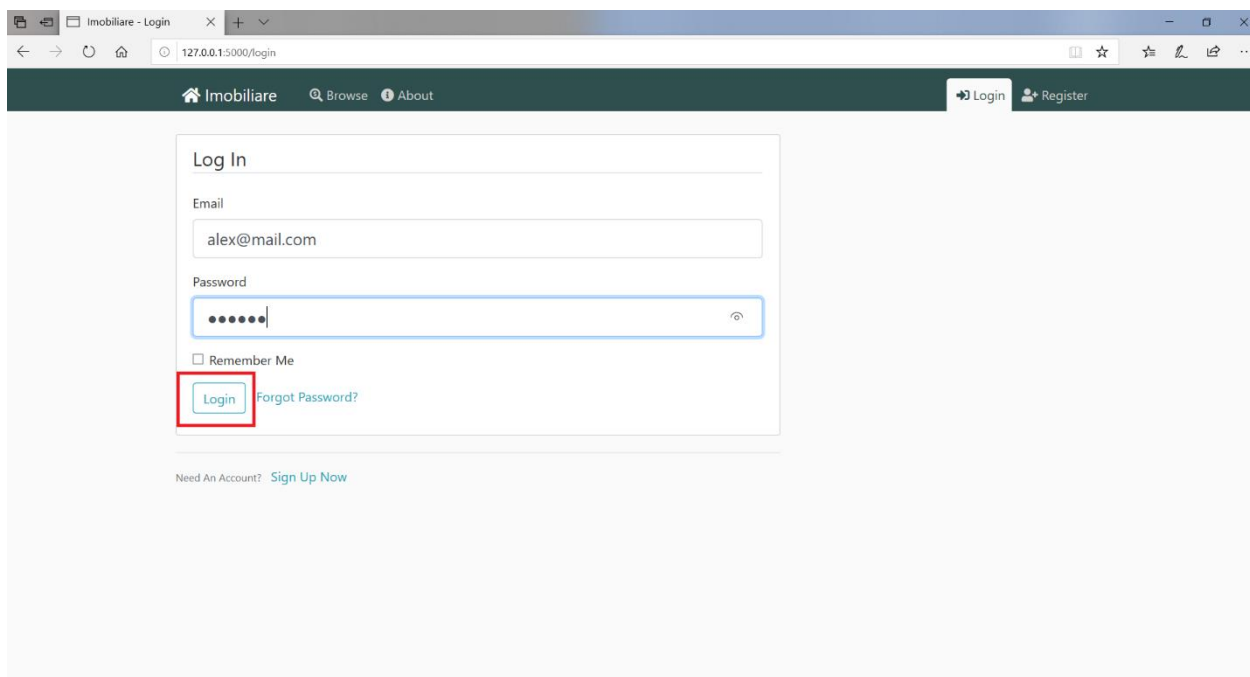 Imobiliare - Login
127.0.0.1:5000/login
Imobiliare Browse About Login Register
Log In
Email
alex@mail.com
Password
●●●●●●
Remember Me
Login Forgot Password?
Need An Account? Sign Up Now